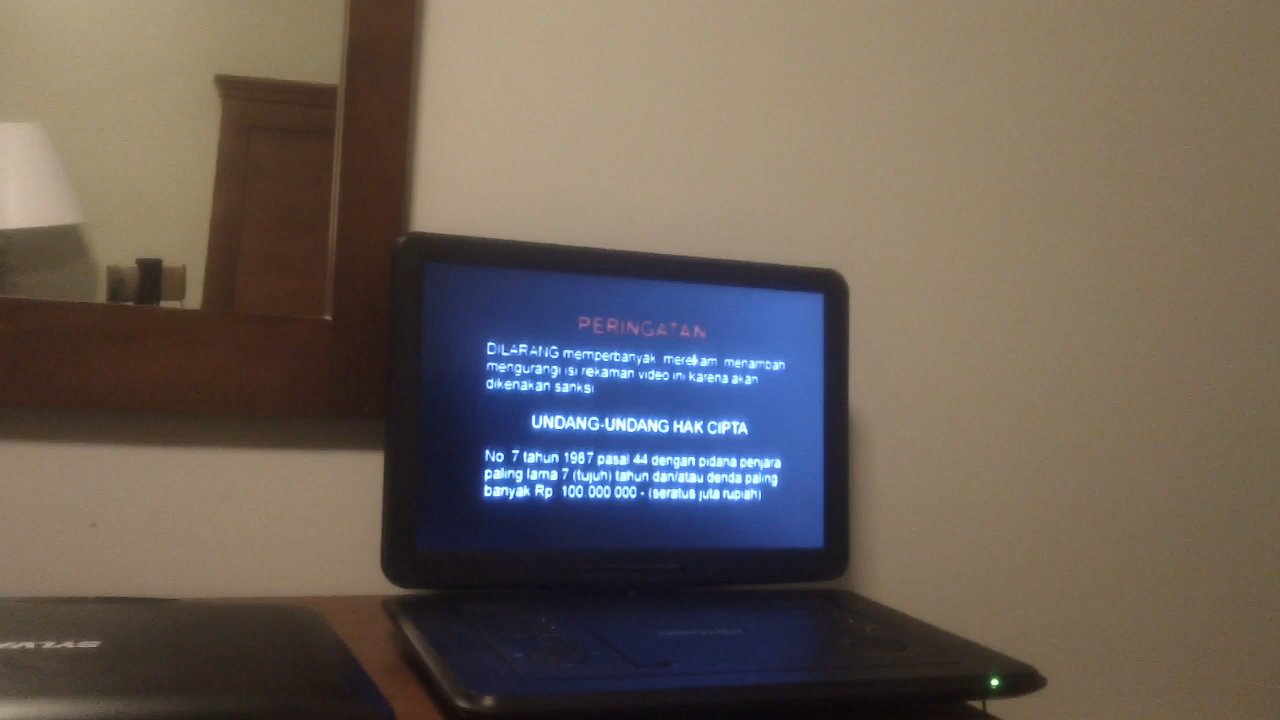 PERINGATAN
DILARANG memperbanyak merekam menambah
mengurangi isi rekaman video ini karena akan
dikenakan sanksi
UNDANG-UNDANG HAK CIPTA
No. 7 tahun 1987 pasal 44 dengan pidana penjara
paling lama 7 (tujuh) tahun dan/atau denda paling
banyak Rp. 100.000.000.- (seratus juta rupiah)